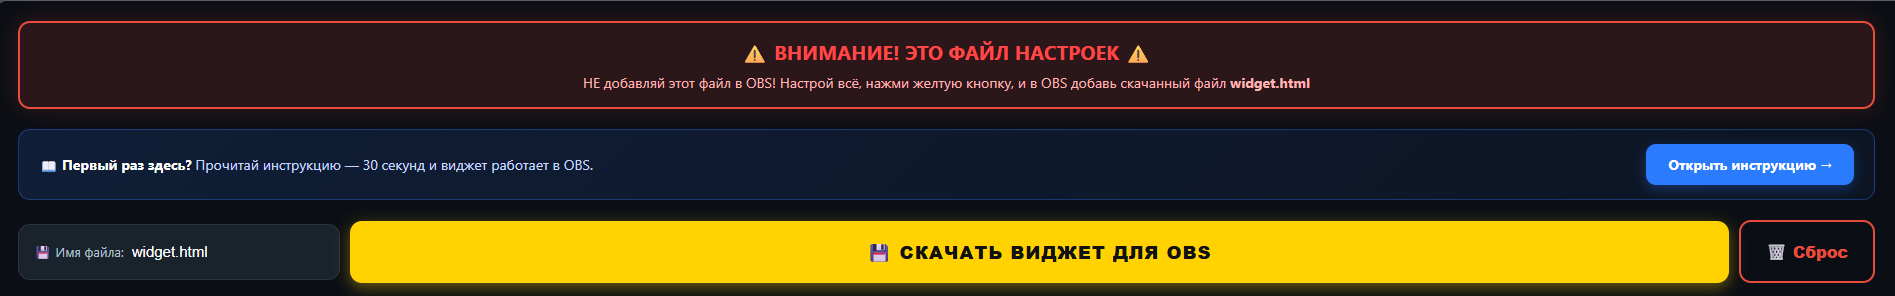 ⚠️ ВНИМАНИЕ! ЭТО ФАЙЛ НАСТРОЕК ⚠️
НЕ добавляй этот файл в OBS! Настрой всё, нажми желтую кнопку, и в OBS добавь скачанный файл widget.html
📖 Первый раз здесь? Прочитай инструкцию — 30 секунд и виджет работает в OBS.
Открыть инструкцию →
💾 Имя файла: widget.html
💾 СКАЧАТЬ ВИДЖЕТ ДЛЯ OBS
🗑️ Сброс